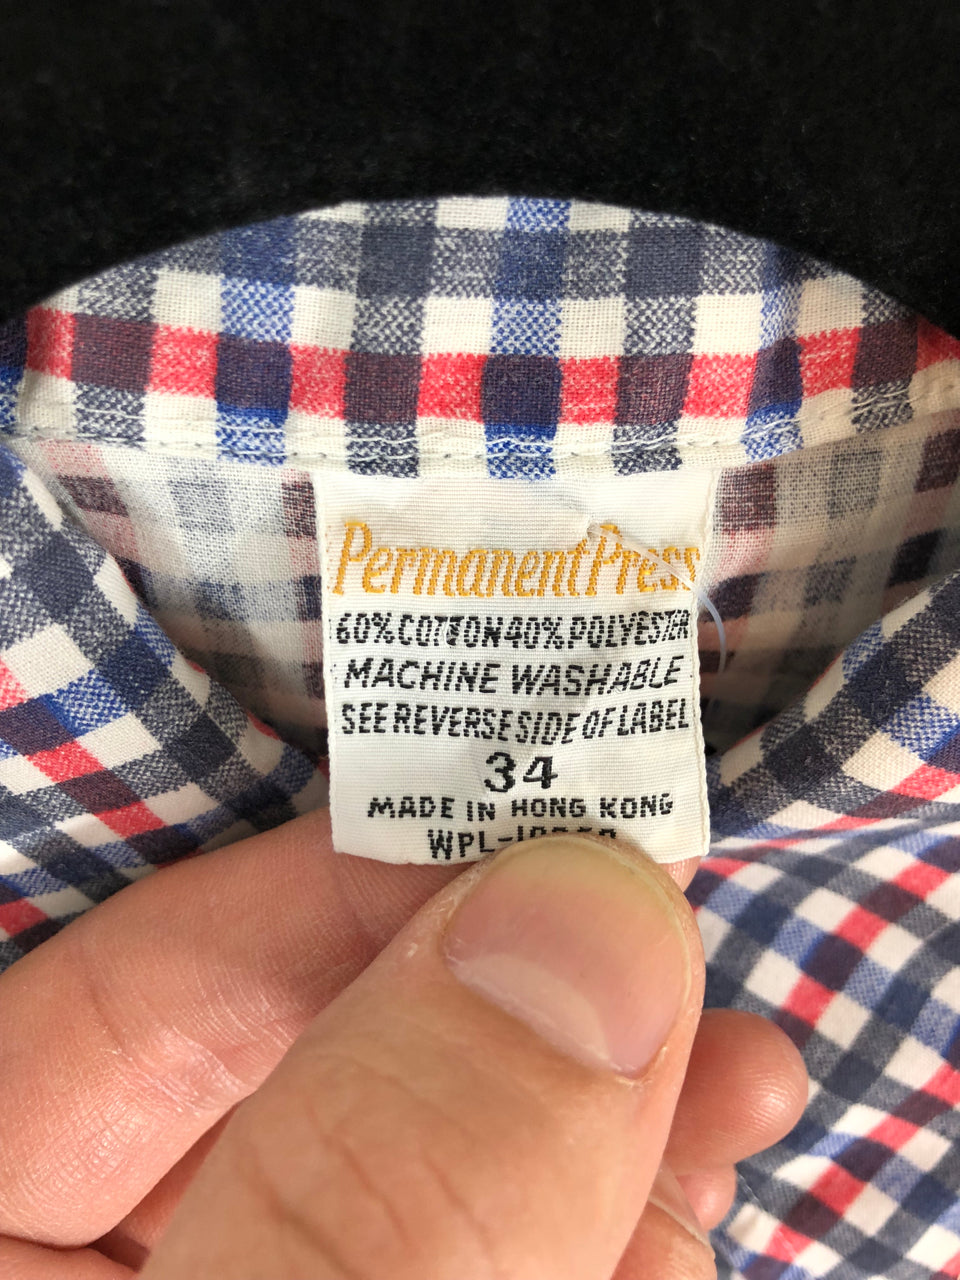 Permanent Press
60% COTTON 40% POLYESTER
MACHINE WASHABLE
SEE REVERSE SIDE OF LABEL
34
MADE IN HONG KONG